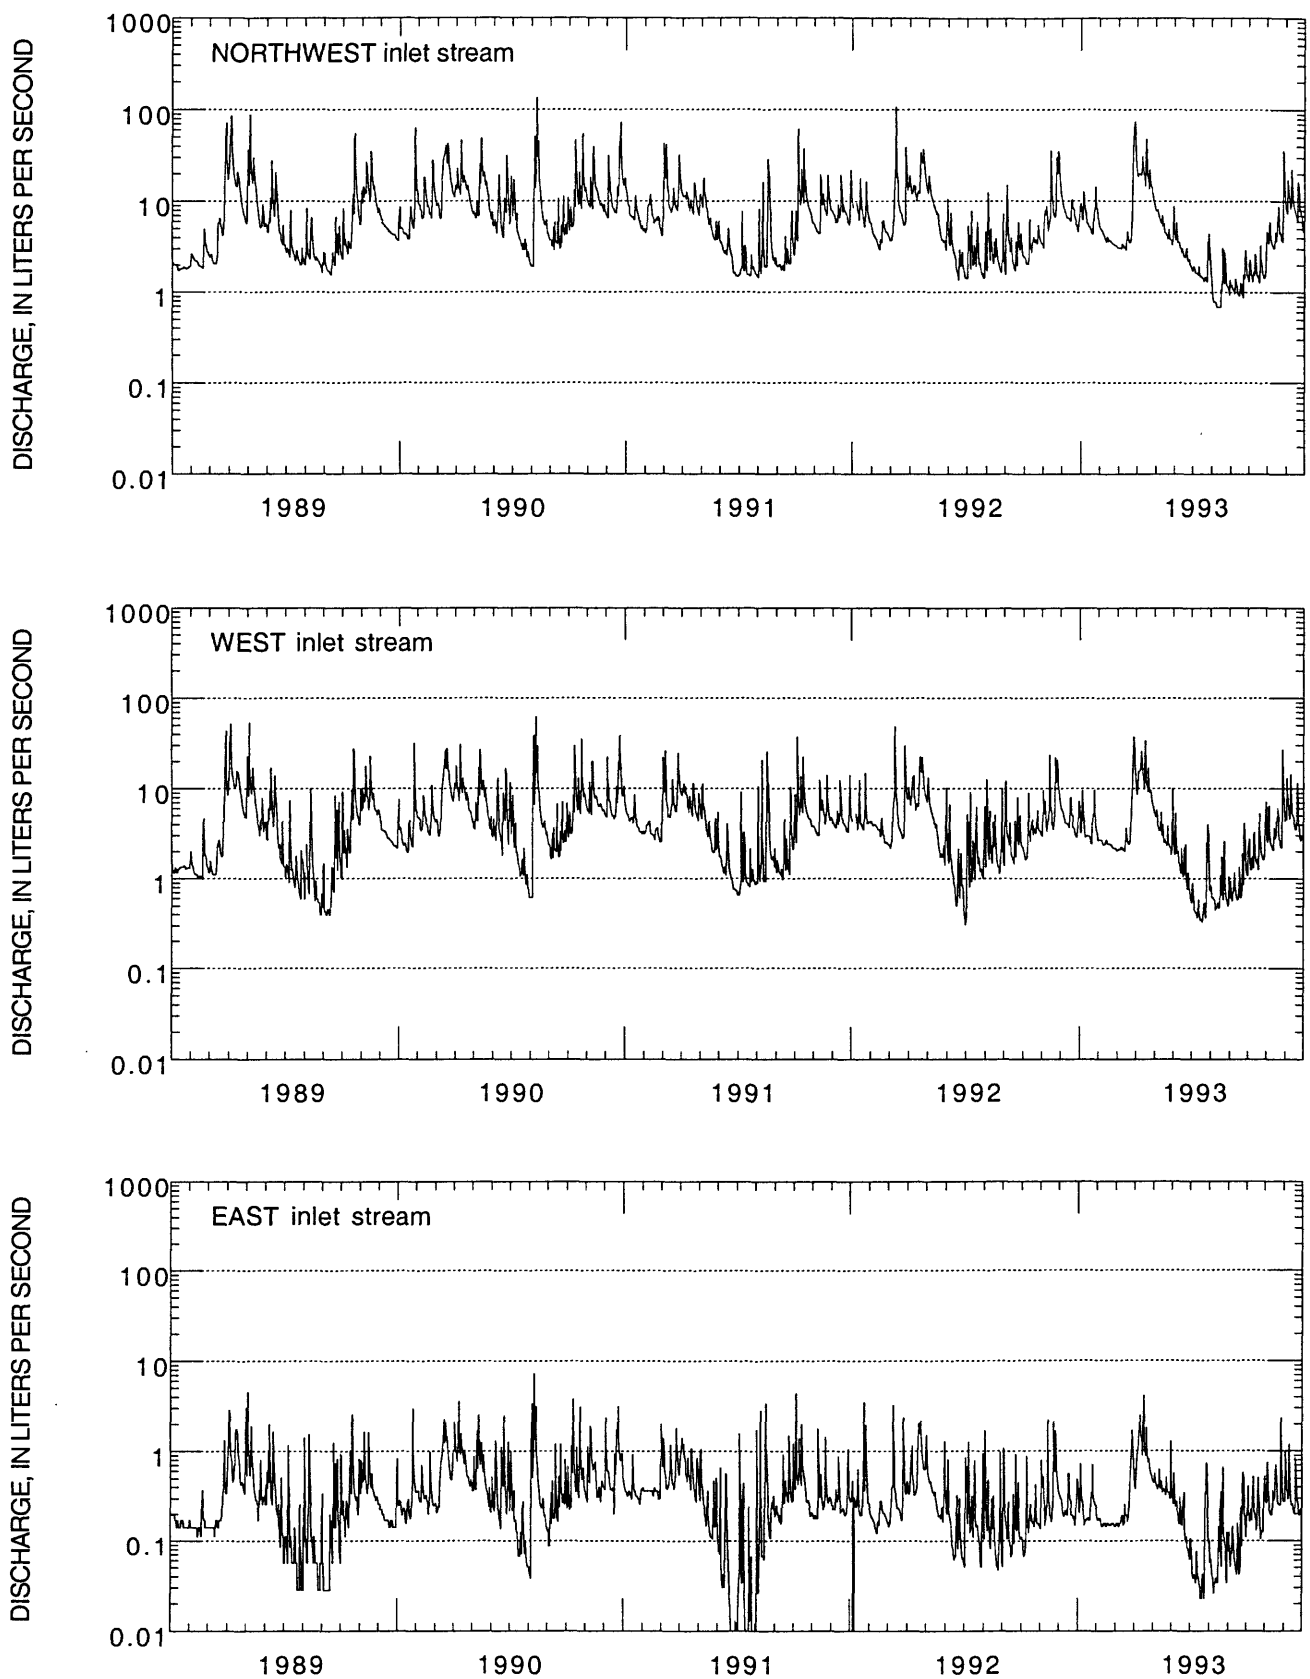 DISCHARGE, IN LITERS PER SECOND
NORTHWEST inlet stream
1000
100
10
1
0.1
0.01
1989 1990 1991 1992 1993
DISCHARGE, IN LITERS PER SECOND
WEST inlet stream
1000
100
10
1
0.1
0.01
1989 1990 1991 1992 1993
DISCHARGE, IN LITERS PER SECOND
EAST inlet stream
1000
100
10
1
0.1
0.01
1989 1990 1991 1992 1993